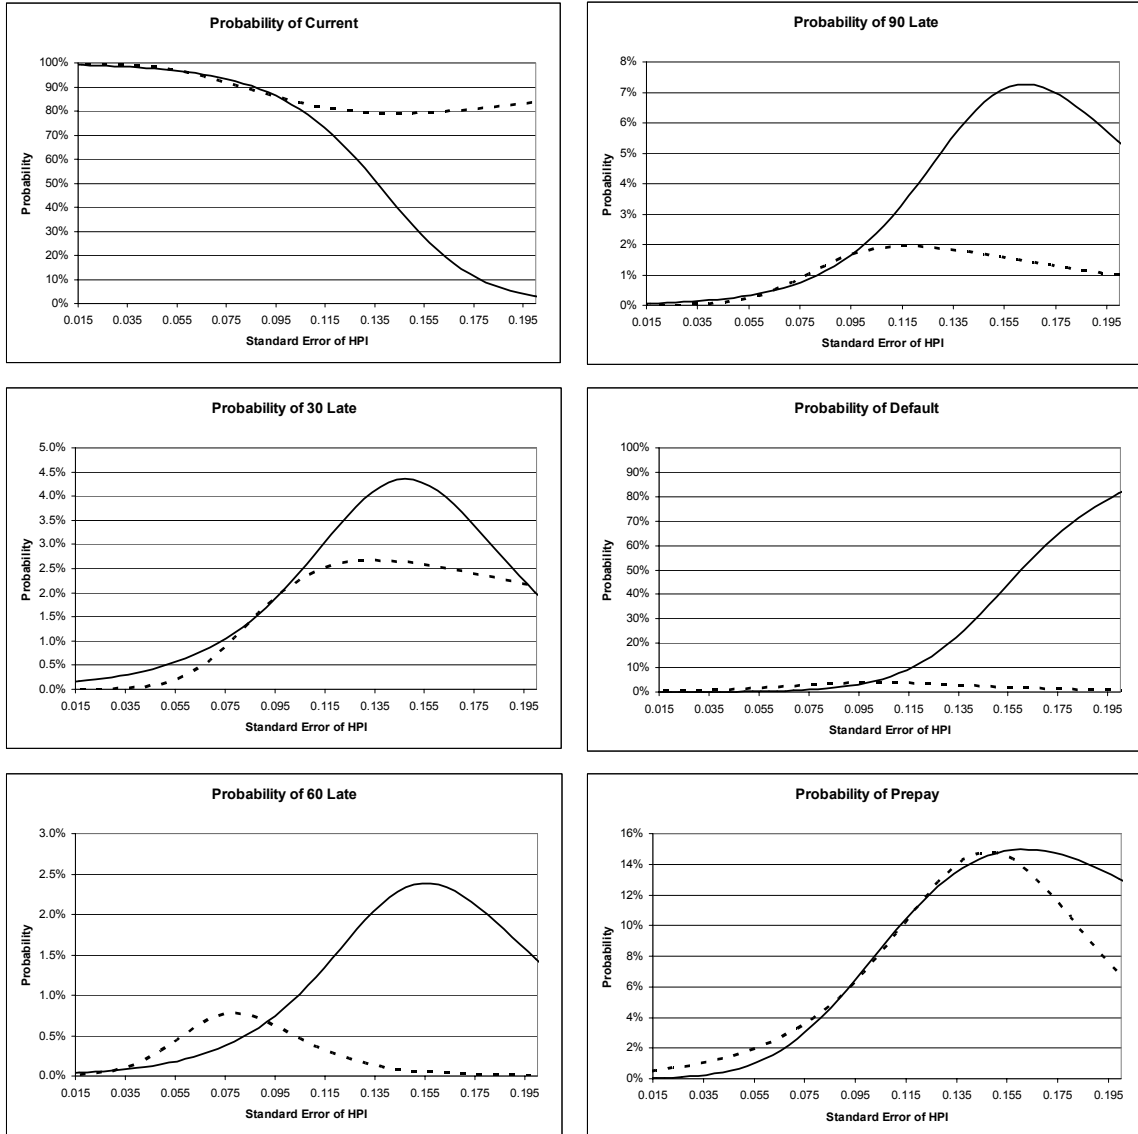 Probability of Current
100%
90%
80%
70%
60%
50%
40%
30%
20%
10%
0%
Probability
0.015 0.035 0.055 0.075 0.095 0.115 0.135 0.155 0.175 0.195
Standard Error of HPI
Probability of 90 Late
8%
7%
6%
5%
4%
3%
2%
1%
0%
Probability
0.015 0.035 0.055 0.075 0.095 0.115 0.135 0.155 0.175 0.195
Standard Error of HPI
Probability of 30 Late
5.0%
4.5%
4.0%
3.5%
3.0%
2.5%
2.0%
1.5%
1.0%
0.5%
0.0%
Probability
0.015 0.035 0.055 0.075 0.095 0.115 0.135 0.155 0.175 0.195
Standard Error of HPI
Probability of Default
100%
90%
80%
70%
60%
50%
40%
30%
20%
10%
0%
Probability
0.015 0.035 0.055 0.075 0.095 0.115 0.135 0.155 0.175 0.195
Standard Error of HPI
Probability of 60 Late
3.0%
2.5%
2.0%
1.5%
1.0%
0.5%
0.0%
Probability
0.015 0.035 0.055 0.075 0.095 0.115 0.135 0.155 0.175 0.195
Standard Error of HPI
Probability of Prepay
16%
14%
12%
10%
8%
6%
4%
2%
0%
Probability
0.015 0.035 0.055 0.075 0.095 0.115 0.135 0.155 0.175 0.195
Standard Error of HPI